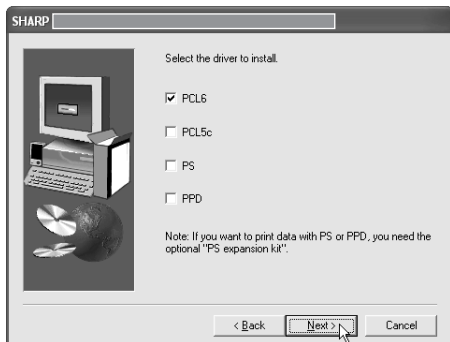 SHARP
Select the driver to install.
PCL6
PCL5c
PS
PPD
Note: If you want to print data with PS or PPD, you need the
optional "PS expansion kit".
< Back
Next >
Cancel